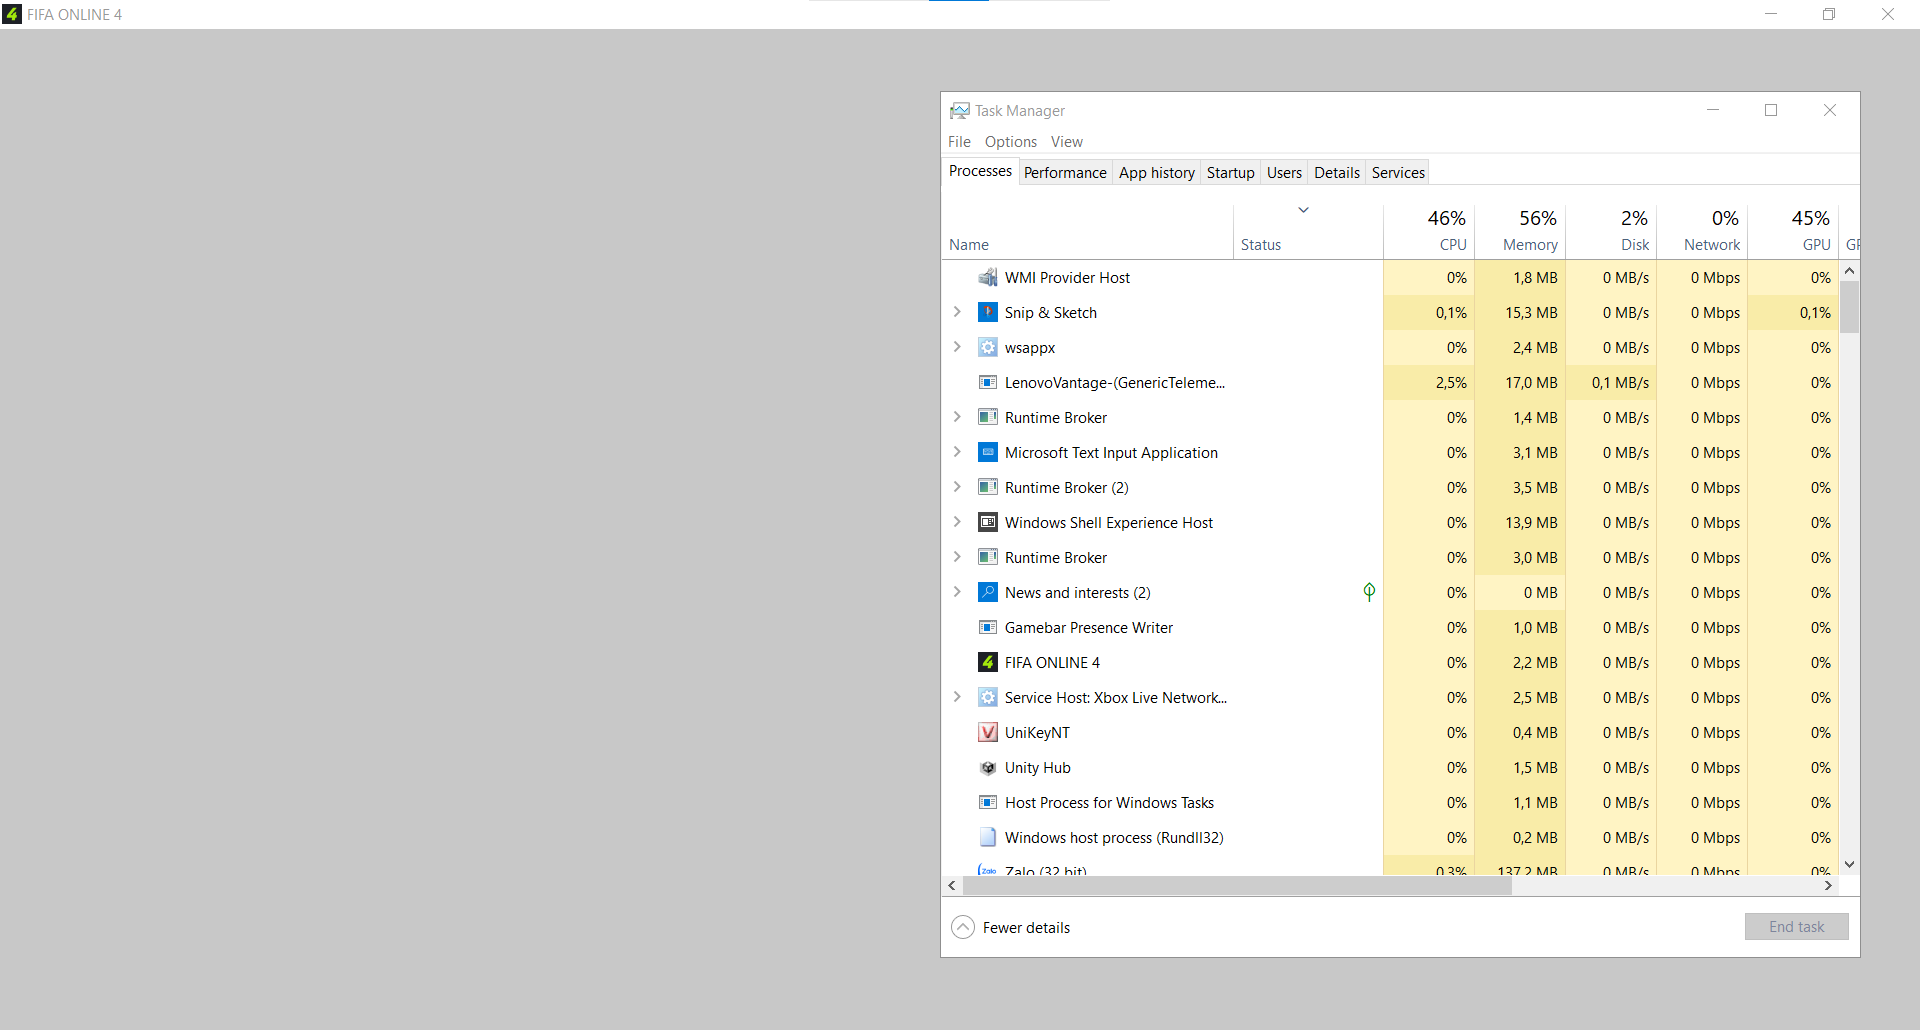 FIFA ONLINE 4
Task Manager
File Options View
Processes Performance App history Startup Users Details Services
46% 56% 2% 0% 45%
Name Status CPU Memory Disk Network GPU
WMI Provider Host 0% 1,8 MB 0 MB/s 0 Mbps 0%
Snip & Sketch 0,1% 15,3 MB 0 MB/s 0 Mbps 0,1%
wsappx 0% 2,4 MB 0 MB/s 0 Mbps 0%
LenovoVantage-(GenericTeleme... 2,5% 17,0 MB 0,1 MB/s 0 Mbps 0%
Runtime Broker 0% 1,4 MB 0 MB/s 0 Mbps 0%
Microsoft Text Input Application 0% 3,1 MB 0 MB/s 0 Mbps 0%
Runtime Broker (2) 0% 3,5 MB 0 MB/s 0 Mbps 0%
Windows Shell Experience Host 0% 13,9 MB 0 MB/s 0 Mbps 0%
Runtime Broker 0% 3,0 MB 0 MB/s 0 Mbps 0%
News and interests (2) 0% 0 MB 0 MB/s 0 Mbps 0%
Gamebar Presence Writer 0% 1,0 MB 0 MB/s 0 Mbps 0%
FIFA ONLINE 4 0% 2,2 MB 0 MB/s 0 Mbps 0%
Service Host: Xbox Live Network... 0% 2,5 MB 0 MB/s 0 Mbps 0%
UniKeyNT 0% 0,4 MB 0 MB/s 0 Mbps 0%
Unity Hub 0% 1,5 MB 0 MB/s 0 Mbps 0%
Host Process for Windows Tasks 0% 1,1 MB 0 MB/s 0 Mbps 0%
Windows host process (Rundll32) 0% 0,2 MB 0 MB/s 0 Mbps 0%
Zalo (32 bit) 0,3% 137,2 MB 0 MB/s 0 Mbps 0%
Fewer details End task